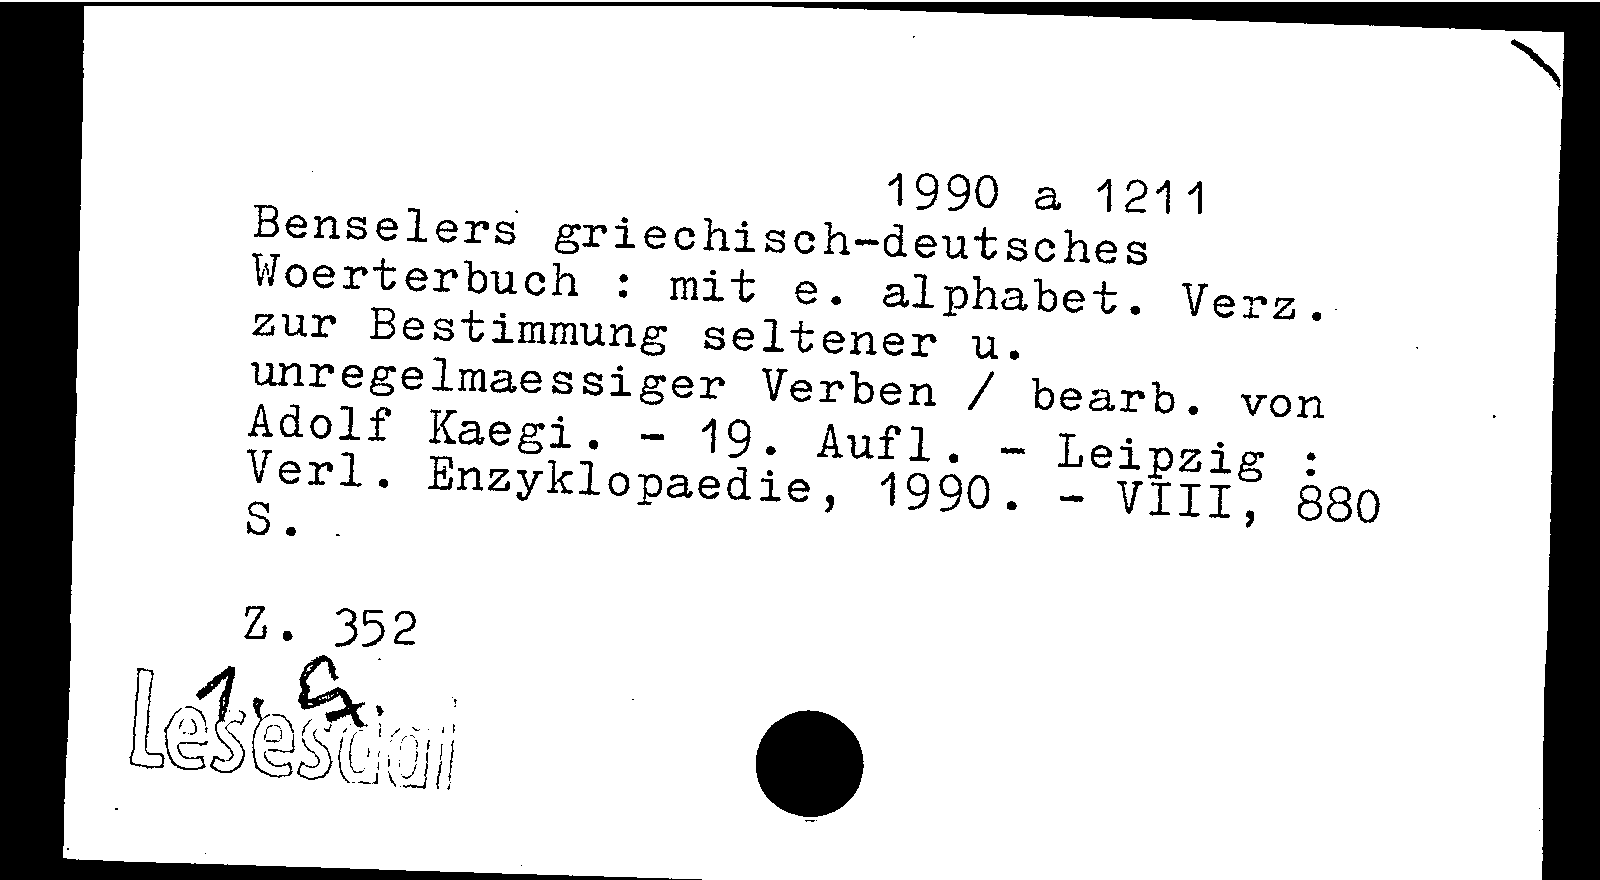 1990 a 1211
Benselers griechisch-deutsches
Woerterbuch : mit e. alphabet. Verz.
zur Bestimmung seltener u.
unregelmaessiger Verben / bearb. von
Adolf Kaegi. - 19. Aufl. - Leipzig :
Verl. Enzyklopaedie, 1990. - VIII, 880
S.
Z. 352
Lesesaal